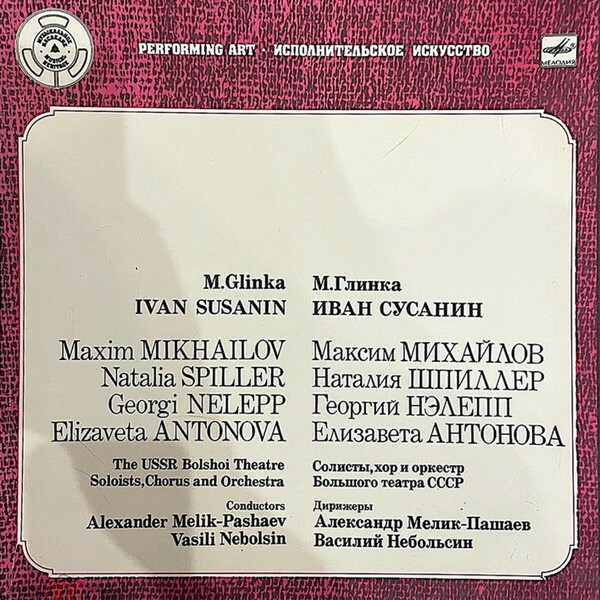 PERFORMING ART · ИСПОЛНИТЕЛЬСКОЕ ИСКУССТВО
МЕЛОДИЯ
M.Glinka
IVAN SUSANIN
М.Глинка
ИВАН СУСАНИН
Maxim MIKHAILOV
Natalia SPILLER
Georgi NELEPP
Elizaveta ANTONOVA
Максим МИХАЙЛОВ
Наталия ШПИЛЛЕР
Георгий НЭЛЕПП
Елизавета АНТОНОВА
The USSR Bolshoi Theatre
Soloists, Chorus and Orchestra
Солисты, хор и оркестр
Большого театра СССР
Conductors
Alexander Melik-Pashaev
Vasili Nebolsin
Дирижеры
Александр Мелик-Пашаев
Василий Небольсин